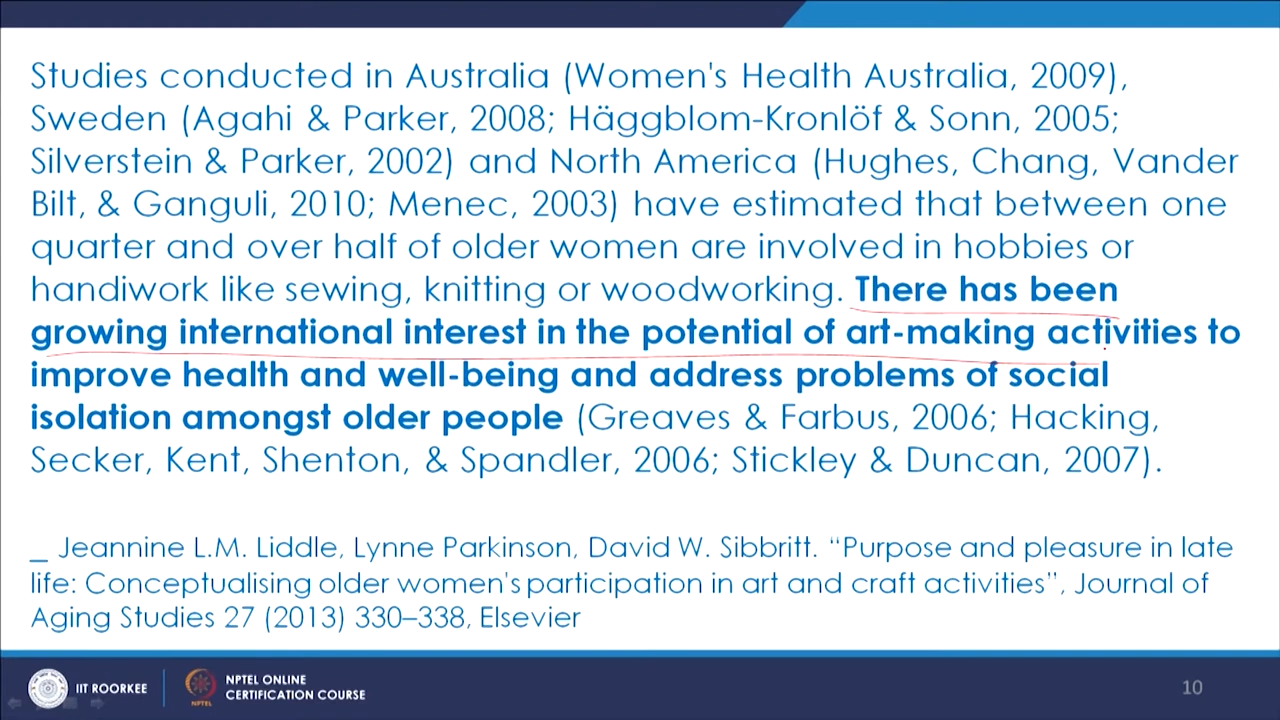 Studies conducted in Australia (Women's Health Australia, 2009),
Sweden (Agahi & Parker, 2008; Häggblom-Kronlöf & Sonn, 2005;
Silverstein & Parker, 2002) and North America (Hughes, Chang, Vander
Bilt, & Ganguli, 2010; Menec, 2003) have estimated that between one
quarter and over half of older women are involved in hobbies or
handiwork like sewing, knitting or woodworking. There has been
growing international interest in the potential of art-making activities to
improve health and well-being and address problems of social
isolation amongst older people (Greaves & Farbus, 2006; Hacking,
Secker, Kent, Shenton, & Spandler, 2006; Stickley & Duncan, 2007).
_ Jeannine L.M. Liddle, Lynne Parkinson, David W. Sibbritt. “Purpose and pleasure in late
life: Conceptualising older women's participation in art and craft activities”, Journal of
Aging Studies 27 (2013) 330–338, Elsevier
IIT ROORKEE
NPTEL
NPTEL ONLINE
CERTIFICATION COURSE
10